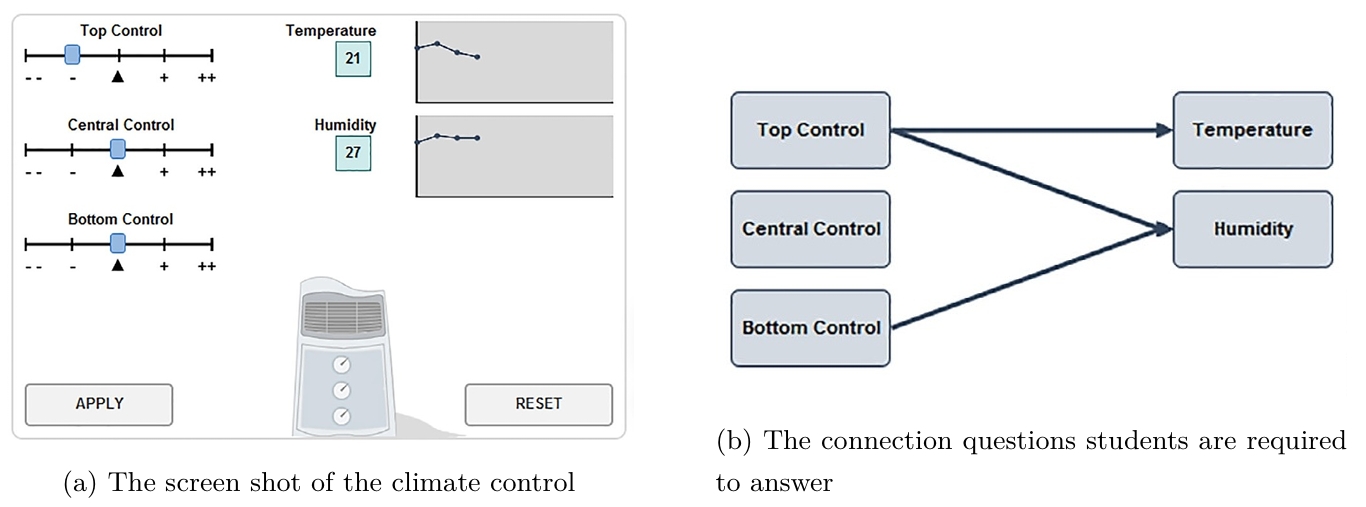 Top Control
-- - ▲ + ++
Central Control
-- - ▲ + ++
Bottom Control
-- - ▲ + ++
Temperature
21
Humidity
27
APPLY
RESET
(a) The screen shot of the climate control
Top Control
Central Control
Bottom Control
Temperature
Humidity
(b) The connection questions students are required
to answer